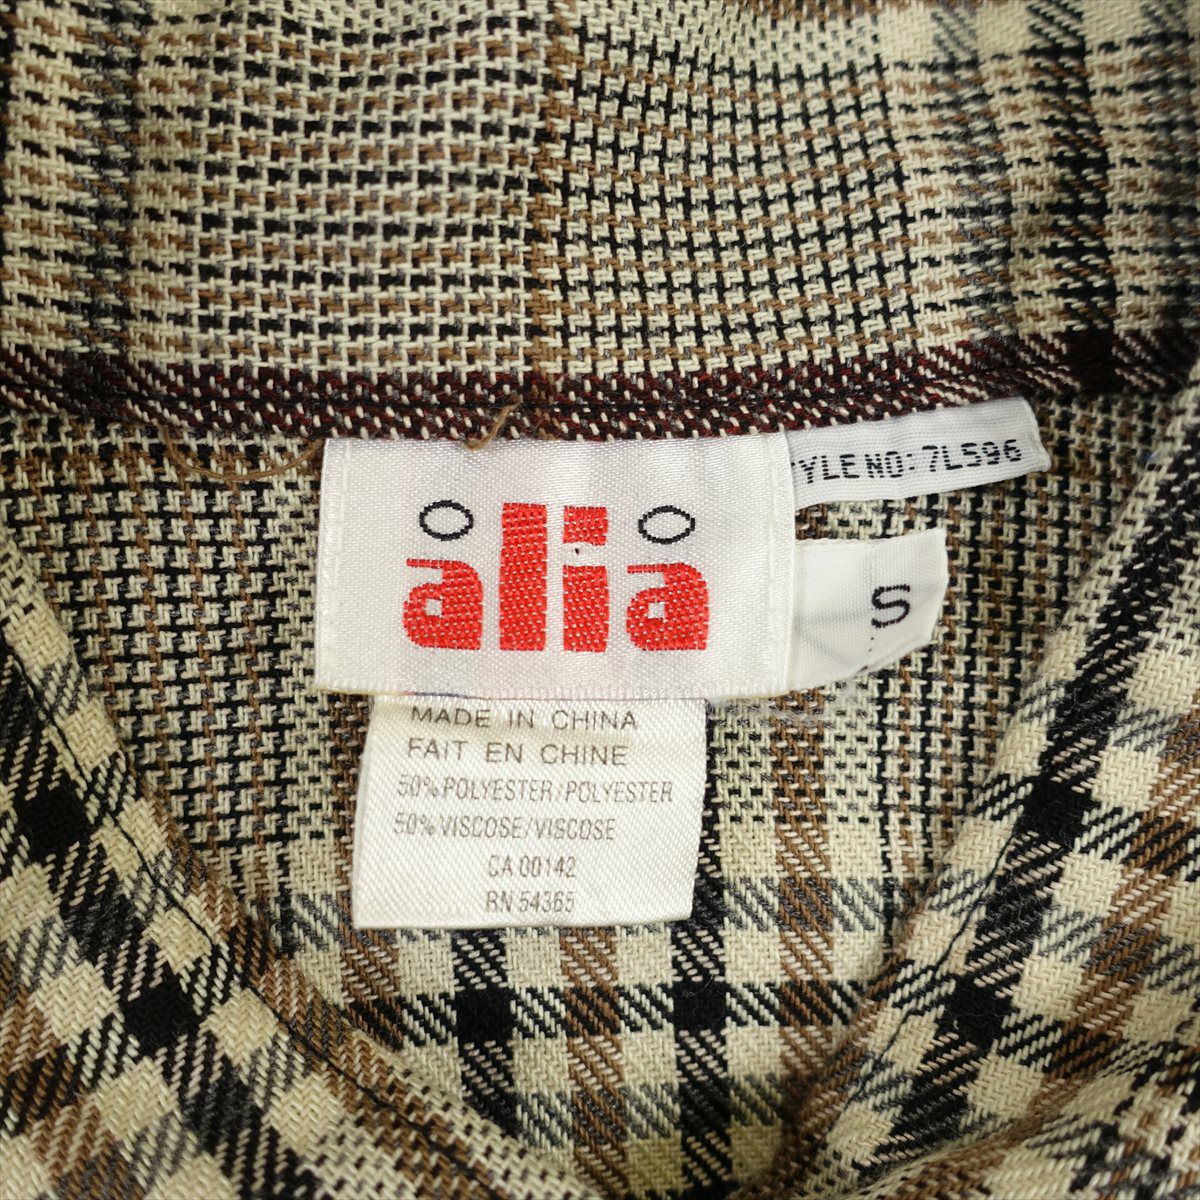 alia
YLE NO: 7L596
S
MADE IN CHINA
FAIT EN CHINE
50% POLYESTER/POLYESTER
50% VISCOSE/VISCOSE
CA 00142
RN 54365